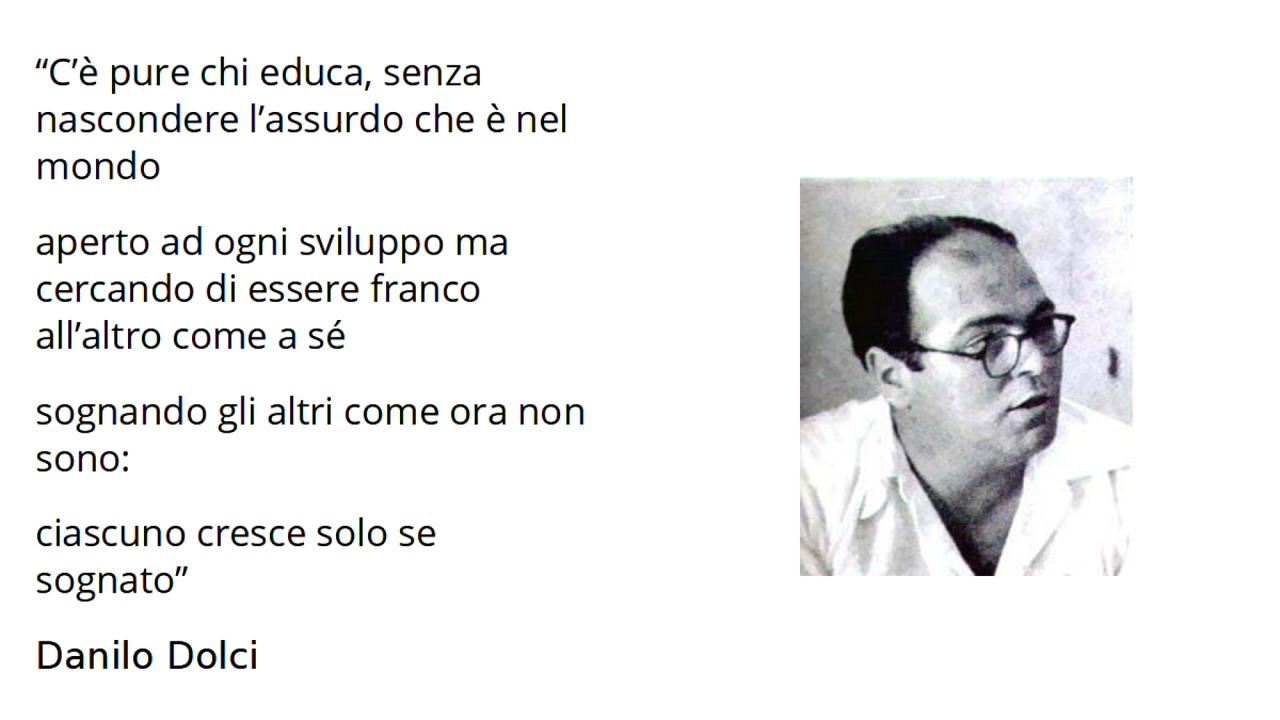 “C’è pure chi educa, senza
nascondere l’assurdo che è nel
mondo
aperto ad ogni sviluppo ma
cercando di essere franco
all’altro come a sé
sognando gli altri come ora non
sono:
ciascuno cresce solo se
sognato”
Danilo Dolci